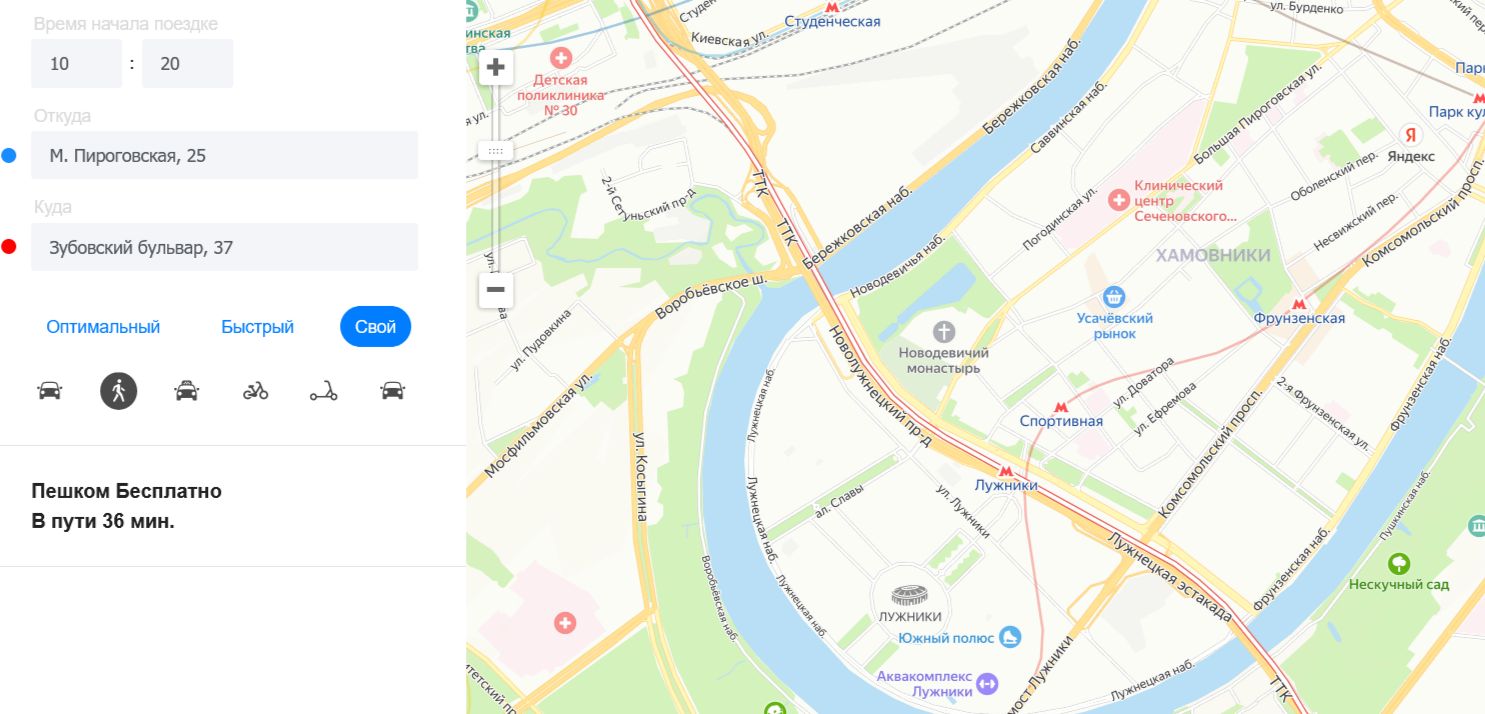 Время начала поездке
10 : 20
Откуда
М. Пироговская, 25
Куда
Зубовский бульвар, 37
Оптимальный Быстрый Свой
Пешком Бесплатно
В пути 36 мин.
Студенческая
Киевская ул.
ул. Бурденко
Детская
поликлиника
№ 30
Бережковская наб.
Саввинская наб.
Большая Пироговская ул.
Парк кул
Я
Яндекс
2-й Сетуньский пр-д
ТТК
ТТК
Бережковская наб.
Клинический
центр
Сеченовского...
Погодинская ул.
Оболенский пер.
Несвижский пер.
Комсомольский просп.
ХАМОВНИКИ
Новодевичья наб.
Воробьёвское ш.
Усачёвский
рынок
Фрунзенская
ул. Пудовкина
Новодевичий
монастырь
Новолужнецкий пр-д
Лужнецкая наб.
Мосфильмовская ул.
ул. Косыгина
ул. Доватора
ул. Ефремова
2-я Фрунзенская ул.
Фрунзенская наб.
Спортивная
Комсомольский просп.
Лужники
ал. Славы
ул. Лужники
Лужнецкая наб.
Пушкинская наб.
Лужнецкая эстакада
Фрунзенская наб.
Нескучный сад
Воробьёвская наб.
Лужнецкая наб.
ЛУЖНИКИ
Южный полюс
Аквакомплекс
Лужники
мост Лужники
Лужнецкая наб.
ТТК